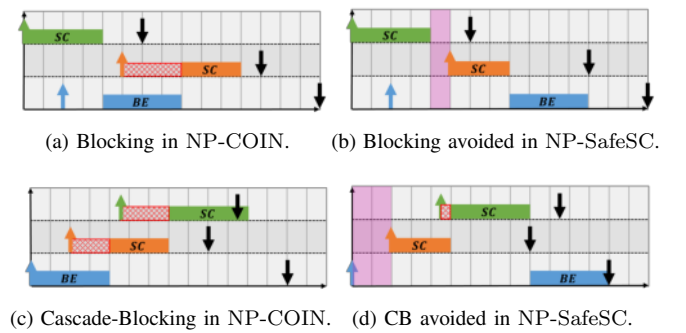 SC
SC
BE
SC
SC
BE
(a) Blocking in NP-COIN.
(b) Blocking avoided in NP-SafeSC.
SC
SC
BE
SC
SC
BE
(c) Cascade-Blocking in NP-COIN.
(d) CB avoided in NP-SafeSC.